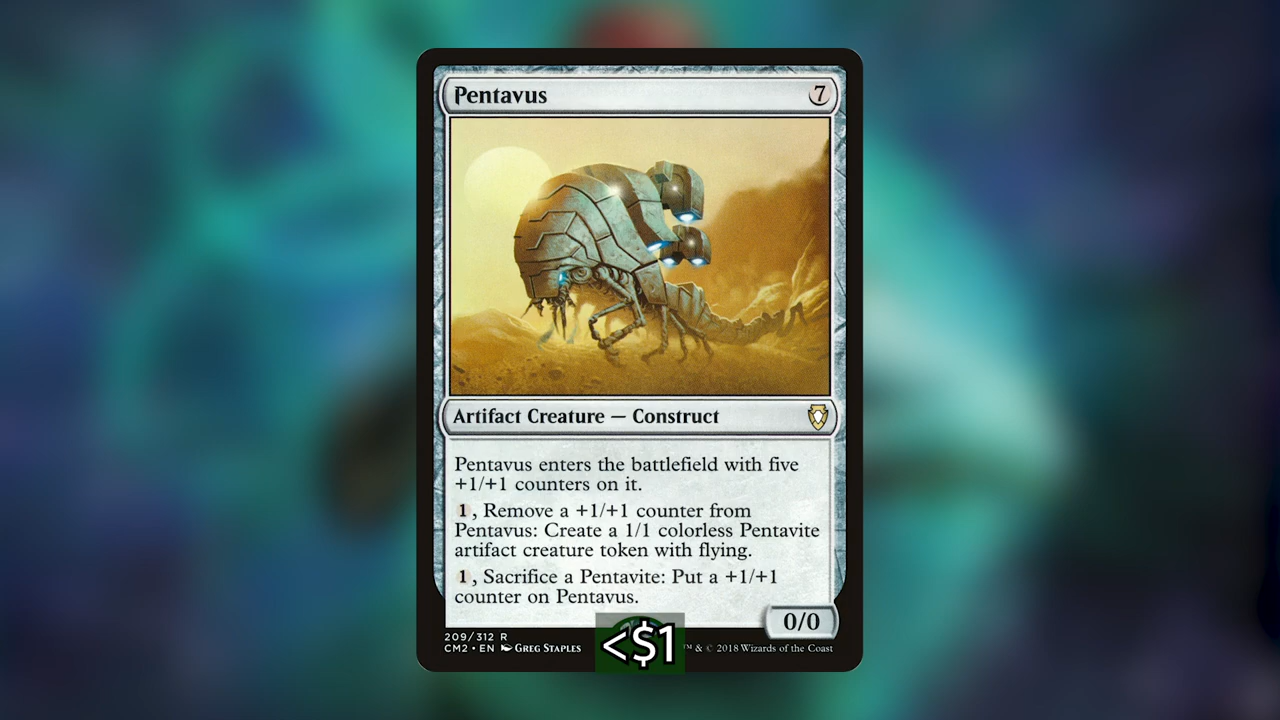 Pentavus 7
Artifact Creature — Construct
Pentavus enters the battlefield with five
+1/+1 counters on it.
1, Remove a +1/+1 counter from
Pentavus: Create a 1/1 colorless Pentavite
artifact creature token with flying.
1, Sacrifice a Pentavite: Put a +1/+1
counter on Pentavus.
0/0
209/312 R
CM2 • EN GREG STAPLES
<$1
™ & © 2018 Wizards of the Coast